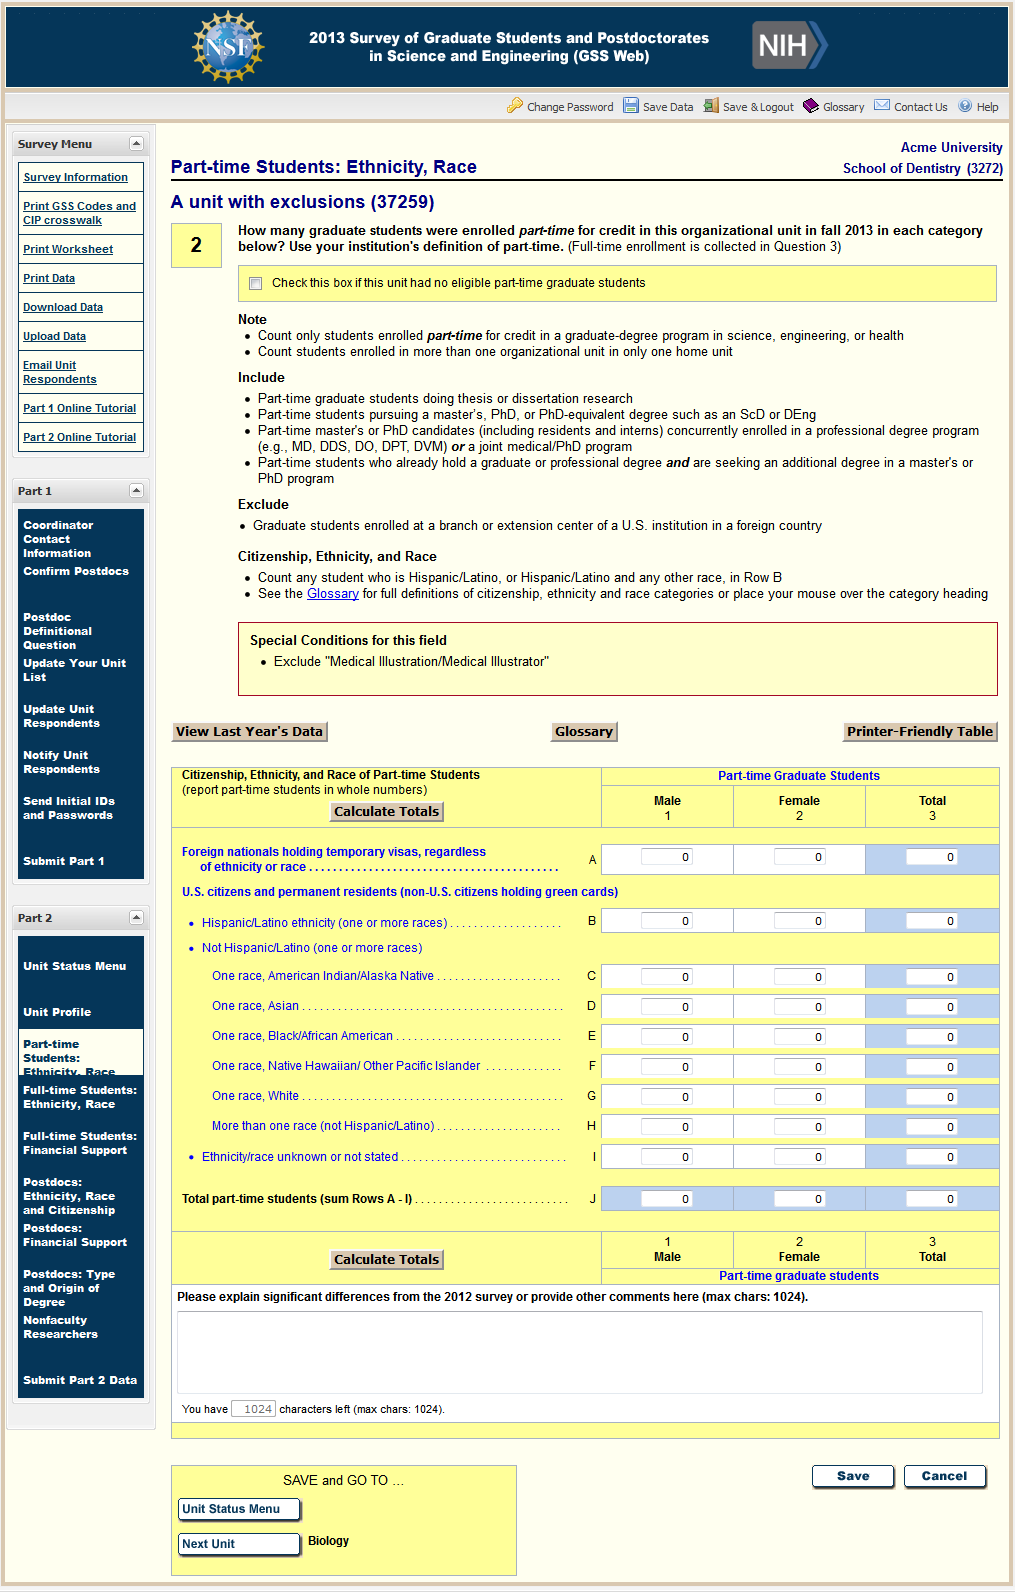 NSF
2013 Survey of Graduate Students and Postdoctorates
in Science and Engineering (GSS Web)
NIH
Change Password Save Data Save & Logout Glossary Contact Us Help
Survey Menu
Survey Information
Print GSS Codes and
CIP crosswalk
Print Worksheet
Print Data
Download Data
Upload Data
Email Unit
Respondents
Part 1 Online Tutorial
Part 2 Online Tutorial
Part 1
Coordinator
Contact
Information
Confirm Postdocs
Postdoc
Definitional
Question
Update Your Unit
List
Update Unit
Respondents
Notify Unit
Respondents
Send Initial IDs
and Passwords
Submit Part 1
Part 2
Unit Status Menu
Unit Profile
Part-time
Students:
Ethnicity, Race
Full-time Students:
Ethnicity, Race
Full-time Students:
Financial Support
Postdocs:
Ethnicity, Race
and Citizenship
Postdocs:
Financial Support
Postdocs: Type
and Origin of
Degree
Nonfaculty
Researchers
Submit Part 2 Data
Acme University
Part-time Students: Ethnicity, Race
School of Dentistry (3272)
A unit with exclusions (37259)
2
How many graduate students were enrolled part-time for credit in this organizational unit in fall 2013 in each category
below? Use your institution's definition of part-time. (Full-time enrollment is collected in Question 3)
Check this box if this unit had no eligible part-time graduate students
Note
• Count only students enrolled part-time for credit in a graduate-degree program in science, engineering, or health
• Count students enrolled in more than one organizational unit in only one home unit
Include
• Part-time graduate students doing thesis or dissertation research
• Part-time students pursuing a master's, PhD, or PhD-equivalent degree such as an ScD or DEng
• Part-time master's or PhD candidates (including residents and interns) concurrently enrolled in a professional degree program
(e.g., MD, DDS, DO, DPT, DVM) or a joint medical/PhD program
• Part-time students who already hold a graduate or professional degree and are seeking an additional degree in a master's or
PhD program
Exclude
• Graduate students enrolled at a branch or extension center of a U.S. institution in a foreign country
Citizenship, Ethnicity, and Race
• Count any student who is Hispanic/Latino, or Hispanic/Latino and any other race, in Row B
• See the Glossary for full definitions of citizenship, ethnicity and race categories or place your mouse over the category heading
Special Conditions for this field
• Exclude "Medical Illustration/Medical Illustrator"
View Last Year's Data Glossary Printer-Friendly Table
Citizenship, Ethnicity, and Race of Part-time Students
(report part-time students in whole numbers)
Calculate Totals
Part-time Graduate Students
Male Female Total
1 2 3
Foreign nationals holding temporary visas, regardless
of ethnicity or race . . . . . . . . . . . . . . . . . . . . . . . . . . . . . . . . . . . . . . . . . . A 0 0 0
U.S. citizens and permanent residents (non-U.S. citizens holding green cards)
• Hispanic/Latino ethnicity (one or more races) . . . . . . . . . . . . . . . . . . . B 0 0 0
• Not Hispanic/Latino (one or more races)
One race, American Indian/Alaska Native . . . . . . . . . . . . . . . . . . . . . C 0 0 0
One race, Asian . . . . . . . . . . . . . . . . . . . . . . . . . . . . . . . . . . . . . . . . . . . D 0 0 0
One race, Black/African American . . . . . . . . . . . . . . . . . . . . . . . . . . . . E 0 0 0
One race, Native Hawaiian/ Other Pacific Islander . . . . . . . . . . . . . F 0 0 0
One race, White . . . . . . . . . . . . . . . . . . . . . . . . . . . . . . . . . . . . . . . . . . . G 0 0 0
More than one race (not Hispanic/Latino) . . . . . . . . . . . . . . . . . . . . . H 0 0 0
• Ethnicity/race unknown or not stated . . . . . . . . . . . . . . . . . . . . . . . . . . . I 0 0 0
Total part-time students (sum Rows A - I) . . . . . . . . . . . . . . . . . . . . . . . . . J 0 0 0
Calculate Totals
1 2 3
Male Female Total
Part-time graduate students
Please explain significant differences from the 2012 survey or provide other comments here (max chars: 1024).
You have 1024 characters left (max chars: 1024).
SAVE and GO TO ...
Unit Status Menu
Next Unit Biology
Save Cancel